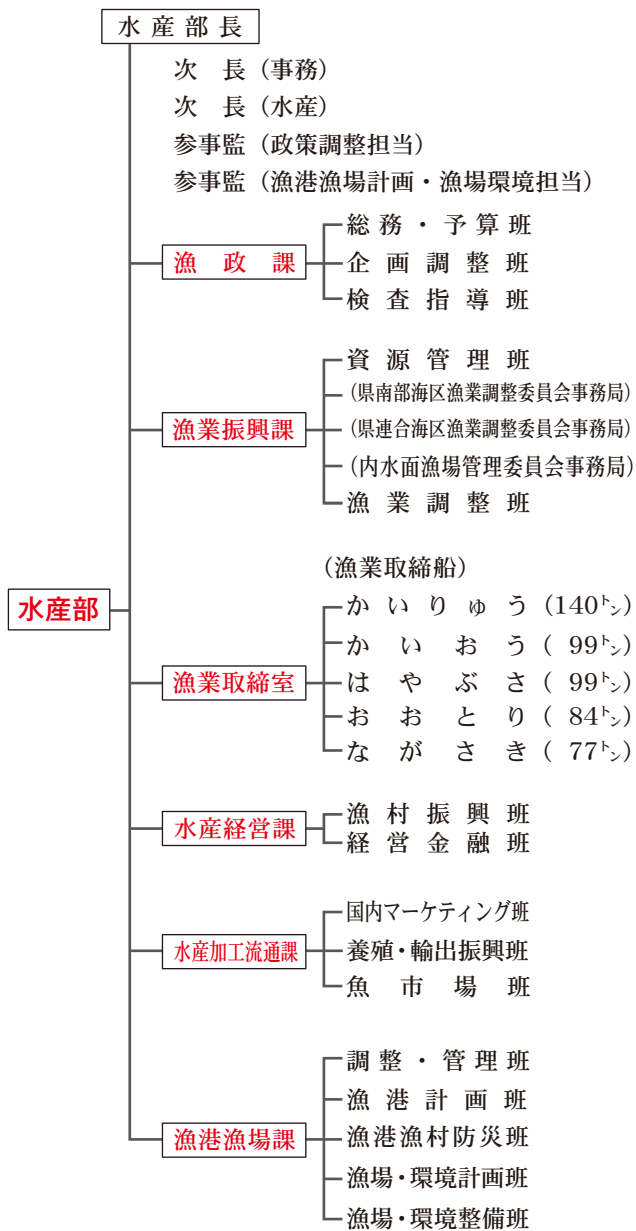 水産部長
次　長（事務）
次　長（水産）
参事監（政策調整担当）
参事監（漁港漁場計画・漁場環境担当）
総務・予算班
漁政課
企画調整班
検査指導班
資源管理班
（県南部海区漁業調整委員会事務局）
漁業振興課
（県連合海区漁業調整委員会事務局）
（内水面漁場管理委員会事務局）
漁業調整班
（漁業取締船）
水産部
かいりゅう（140㌧）
かいおう（ 99㌧）
漁業取締室
はやぶさ（ 99㌧）
おおとり（ 84㌧）
ながさき（ 77㌧）
漁村振興班
水産経営課
経営金融班
国内マーケティング班
水産加工流通課
養殖・輸出振興班
魚市場班
調整・管理班
漁港計画班
漁港漁場課
漁港漁村防災班
漁場・環境計画班
漁場・環境整備班